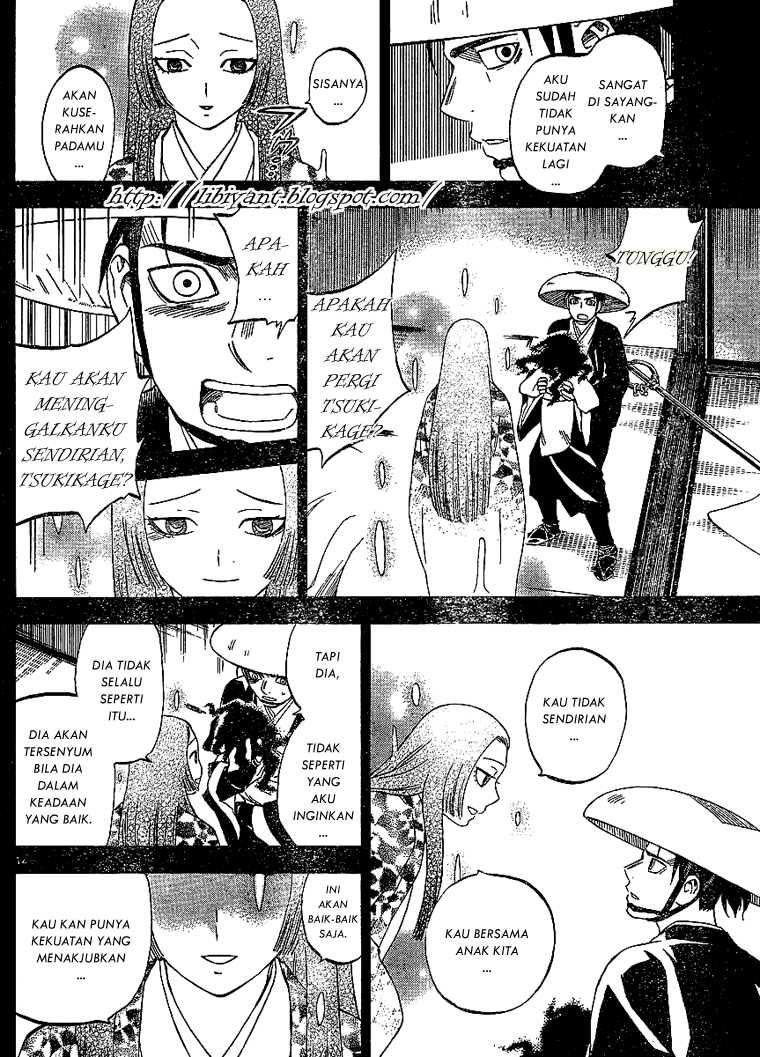 SANGAT
DI SAYANG-
KAN
...
AKU
SUDAH
TIDAK
PUNYA
KEKUATAN
LAGI
...
SISANYA
...
AKAN
KUSE-
RAHKAN
PADAMU
...
http://libiyant.blogspot.com/
TUNGGU!
APAKAH
KAU
AKAN
PERGI
TSUKI-
KAGE?
APA-
KAH
...
KAU AKAN
MENING-
GALKANKU
SENDIRIAN,
TSUKIKAGE?
KAU TIDAK
SENDIRIAN
...
KAU BERSAMA
ANAK KITA
...
TAPI
DIA,
TIDAK
SEPERTI
YANG
AKU
INGINKAN
...
DIA TIDAK
SELALU
SEPERTI
ITU...
DIA AKAN
TERSENYUM
BILA DIA
DALAM
KEADAAN
YANG BAIK.
INI
AKAN
BAIK-BAIK
SAJA.
KAU KAN PUNYA
KEKUATAN YANG
MENAKJUBKAN
...